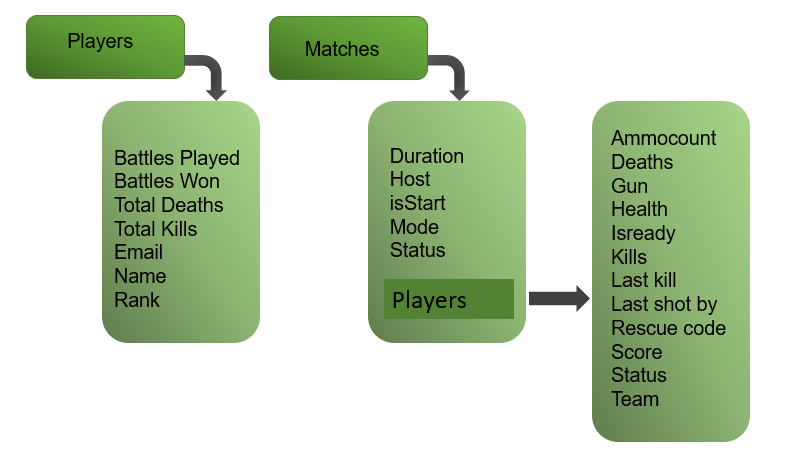 Players
Battles Played
Battles Won
Total Deaths
Total Kills
Email
Name
Rank
Matches
Duration
Host
isStart
Mode
Status
Players
Ammocount
Deaths
Gun
Health
Isready
Kills
Last kill
Last shot by
Rescue code
Score
Status
Team